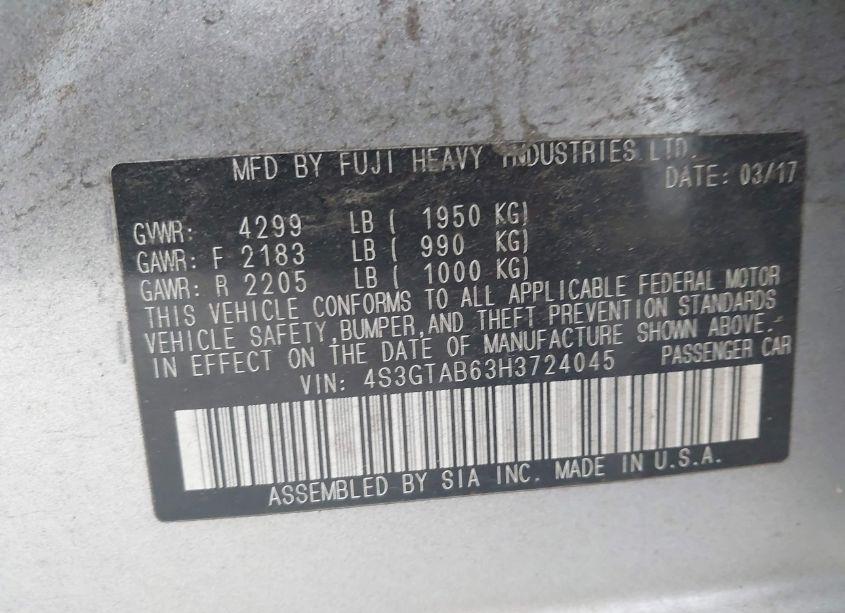 MFD BY FUJI HEAVY INDUSTRIES LTD.
DATE: 03/17
GVWR: 4299 LB ( 1950 KG)
GAWR: F 2183 LB ( 990 KG)
GAWR: R 2205 LB ( 1000 KG)
THIS VEHICLE CONFORMS TO ALL APPLICABLE FEDERAL MOTOR
VEHICLE SAFETY, BUMPER, AND THEFT PREVENTION STANDARDS
IN EFFECT ON THE DATE OF MANUFACTURE SHOWN ABOVE.
VIN: 4S3GTAB63H3724045 PASSENGER CAR
ASSEMBLED BY SIA INC. MADE IN U.S.A.